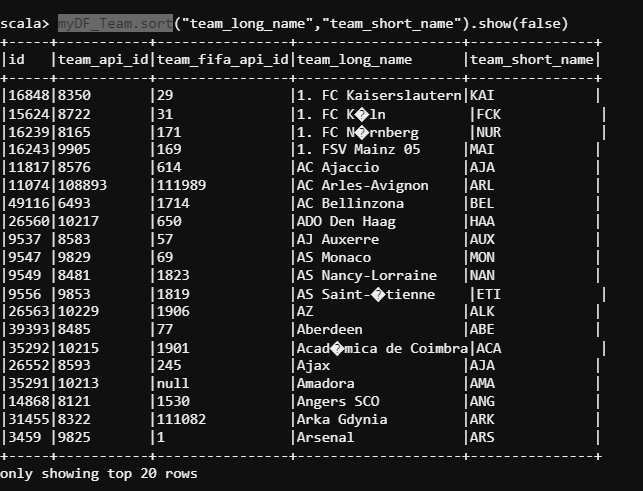 scala> myDF_Team.sort("team_long_name","team_short_name").show(false)
+-----+-----------+----------------+--------------------+---------------+
|id   |team_api_id|team_fifa_api_id|team_long_name      |team_short_name|
+-----+-----------+----------------+--------------------+---------------+
|16848|8350       |29              |1. FC Kaiserslautern|KAI            |
|15624|8722       |31              |1. FC K�ln           |FCK            |
|16239|8165       |171             |1. FC N�rnberg       |NUR            |
|16243|9905       |169             |1. FSV Mainz 05     |MAI            |
|11817|8576       |614             |AC Ajaccio          |AJA            |
|11074|108893     |111989          |AC Arles-Avignon    |ARL            |
|49116|6493       |1714            |AC Bellinzona       |BEL            |
|26560|10217      |650             |ADO Den Haag        |HAA            |
|9537 |8583       |57              |AJ Auxerre          |AUX            |
|9547 |9829       |69              |AS Monaco           |MON            |
|9549 |8481       |1823            |AS Nancy-Lorraine   |NAN            |
|9556 |9853       |1819            |AS Saint-�tienne     |ETI            |
|26563|10229      |1906            |AZ                  |ALK            |
|39393|8485       |77              |Aberdeen            |ABE            |
|35292|10215      |1901            |Acad�mica de Coimbra|ACA            |
|26552|8593       |245             |Ajax                |AJA            |
|35291|10213      |null            |Amadora             |AMA            |
|14868|8121       |1530            |Angers SCO          |ANG            |
|31455|8322       |111082          |Arka Gdynia         |ARK            |
|3459 |9825       |1               |Arsenal             |ARS            |
+-----+-----------+----------------+--------------------+---------------+
only showing top 20 rows